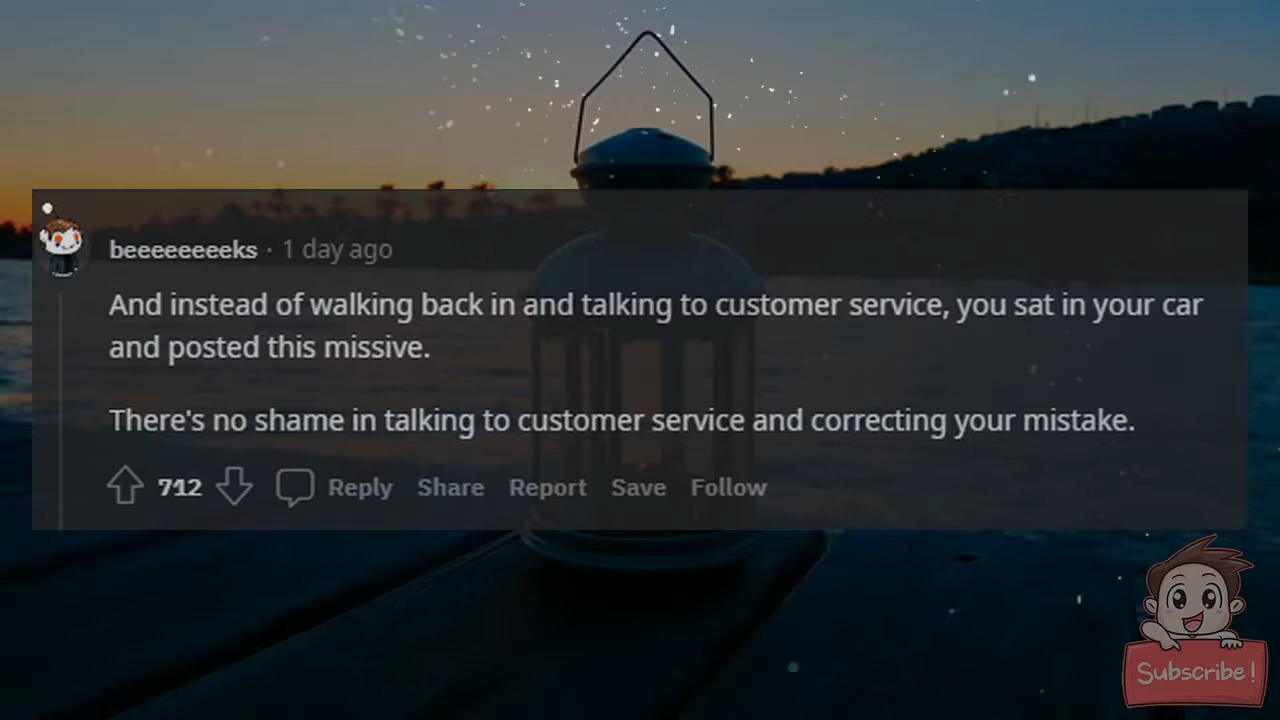 beeeeeeeks · 1 day ago
And instead of walking back in and talking to customer service, you sat in your car
and posted this missive.
There's no shame in talking to customer service and correcting your mistake.
712 Reply Share Report Save Follow
Subscribe!